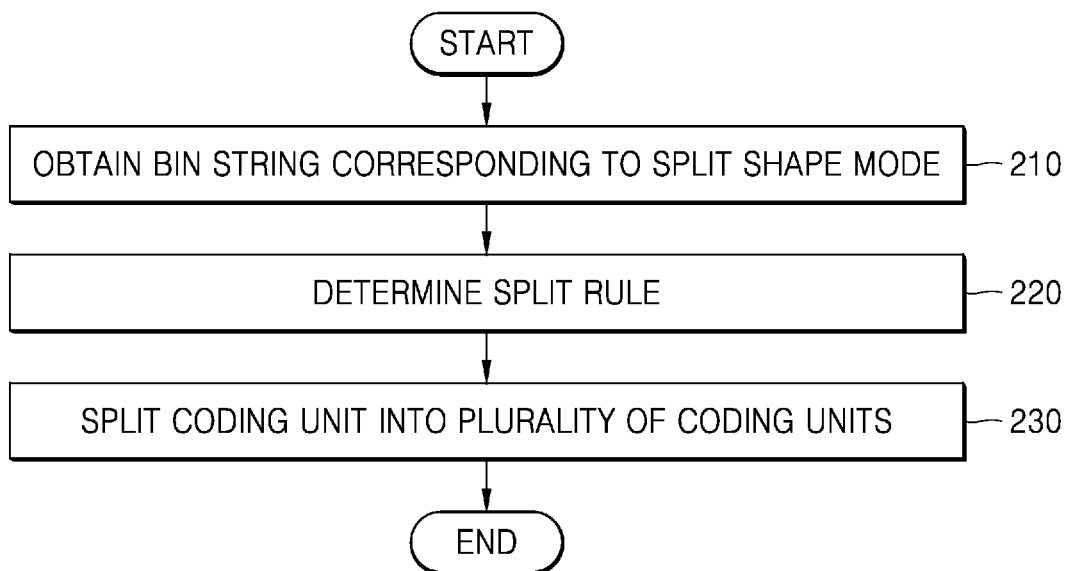 START
OBTAIN BIN STRING CORRESPONDING TO SPLIT SHAPE MODE
210
DETERMINE SPLIT RULE
220
SPLIT CODING UNIT INTO PLURALITY OF CODING UNITS
230
END